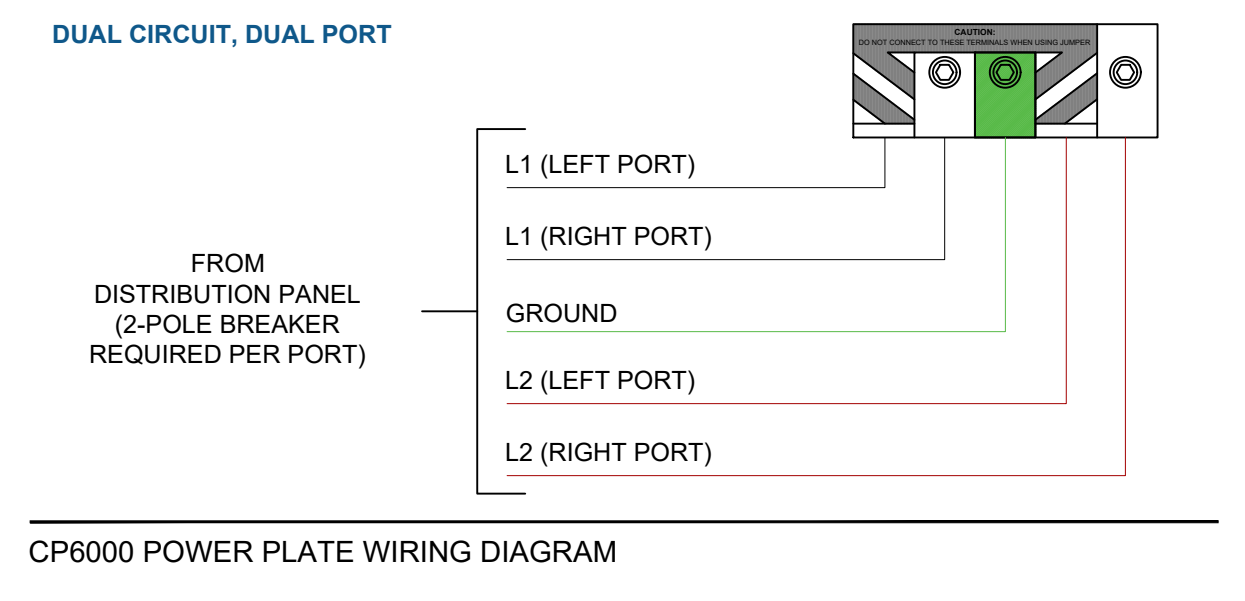 DUAL CIRCUIT, DUAL PORT
CAUTION:
DO NOT CONNECT TO THESE TERMINALS WHEN USING JUMPER
L1 (LEFT PORT)
L1 (RIGHT PORT)
FROM
DISTRIBUTION PANEL
(2-POLE BREAKER
REQUIRED PER PORT)
GROUND
L2 (LEFT PORT)
L2 (RIGHT PORT)
CP6000 POWER PLATE WIRING DIAGRAM